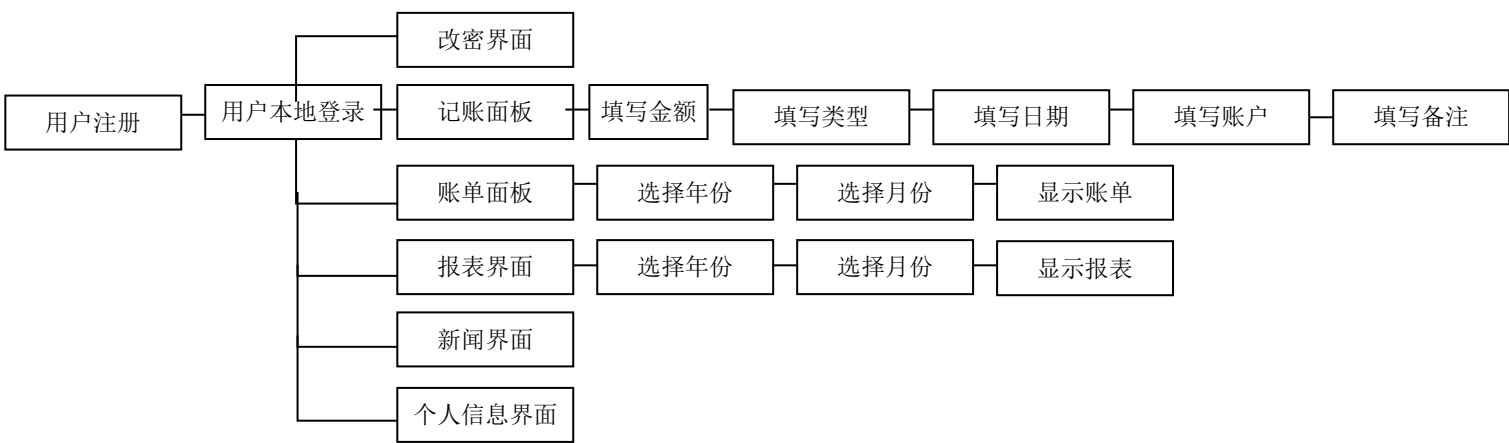 改密界面
用户注册
用户本地登录
记账面板
填写金额
填写类型
填写日期
填写账户
填写备注
账单面板
选择年份
选择月份
显示账单
报表界面
选择年份
选择月份
显示报表
新闻界面
个人信息界面